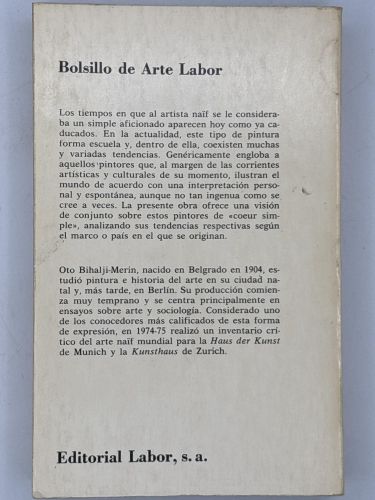 Bolsillo de Arte Labor
Los tiempos en que al artista naïf se le considera-
ba un simple aficionado aparecen hoy como ya ca-
ducados. En la actualidad, este tipo de pintura
forma escuela y, dentro de ella, coexisten muchas
y variadas tendencias. Genéricamente engloba a
aquellos pintores que, al margen de las corrientes
artísticas y culturales de su momento, ilustran el
mundo de acuerdo con una interpretación perso-
nal y espontánea, aunque no tan ingenua como se
cree a veces. La presente obra ofrece una visión
de conjunto sobre estos pintores de «coeur sim-
ple», analizando sus tendencias respectivas según
el marco o país en el que se originan.
Oto Bihalji-Merin, nacido en Belgrado en 1904, es-
tudió pintura e historia del arte en su ciudad na-
tal y, más tarde, en Berlín. Su producción comien-
za muy temprano y se centra principalmente en
ensayos sobre arte y sociología. Considerado uno
de los conocedores más calificados de esta forma
de expresión, en 1974-75 realizó un inventario crí-
tico del arte naïf mundial para la Haus der Kunst
de Munich y la Kunsthaus de Zurich.
Editorial Labor, s. a.